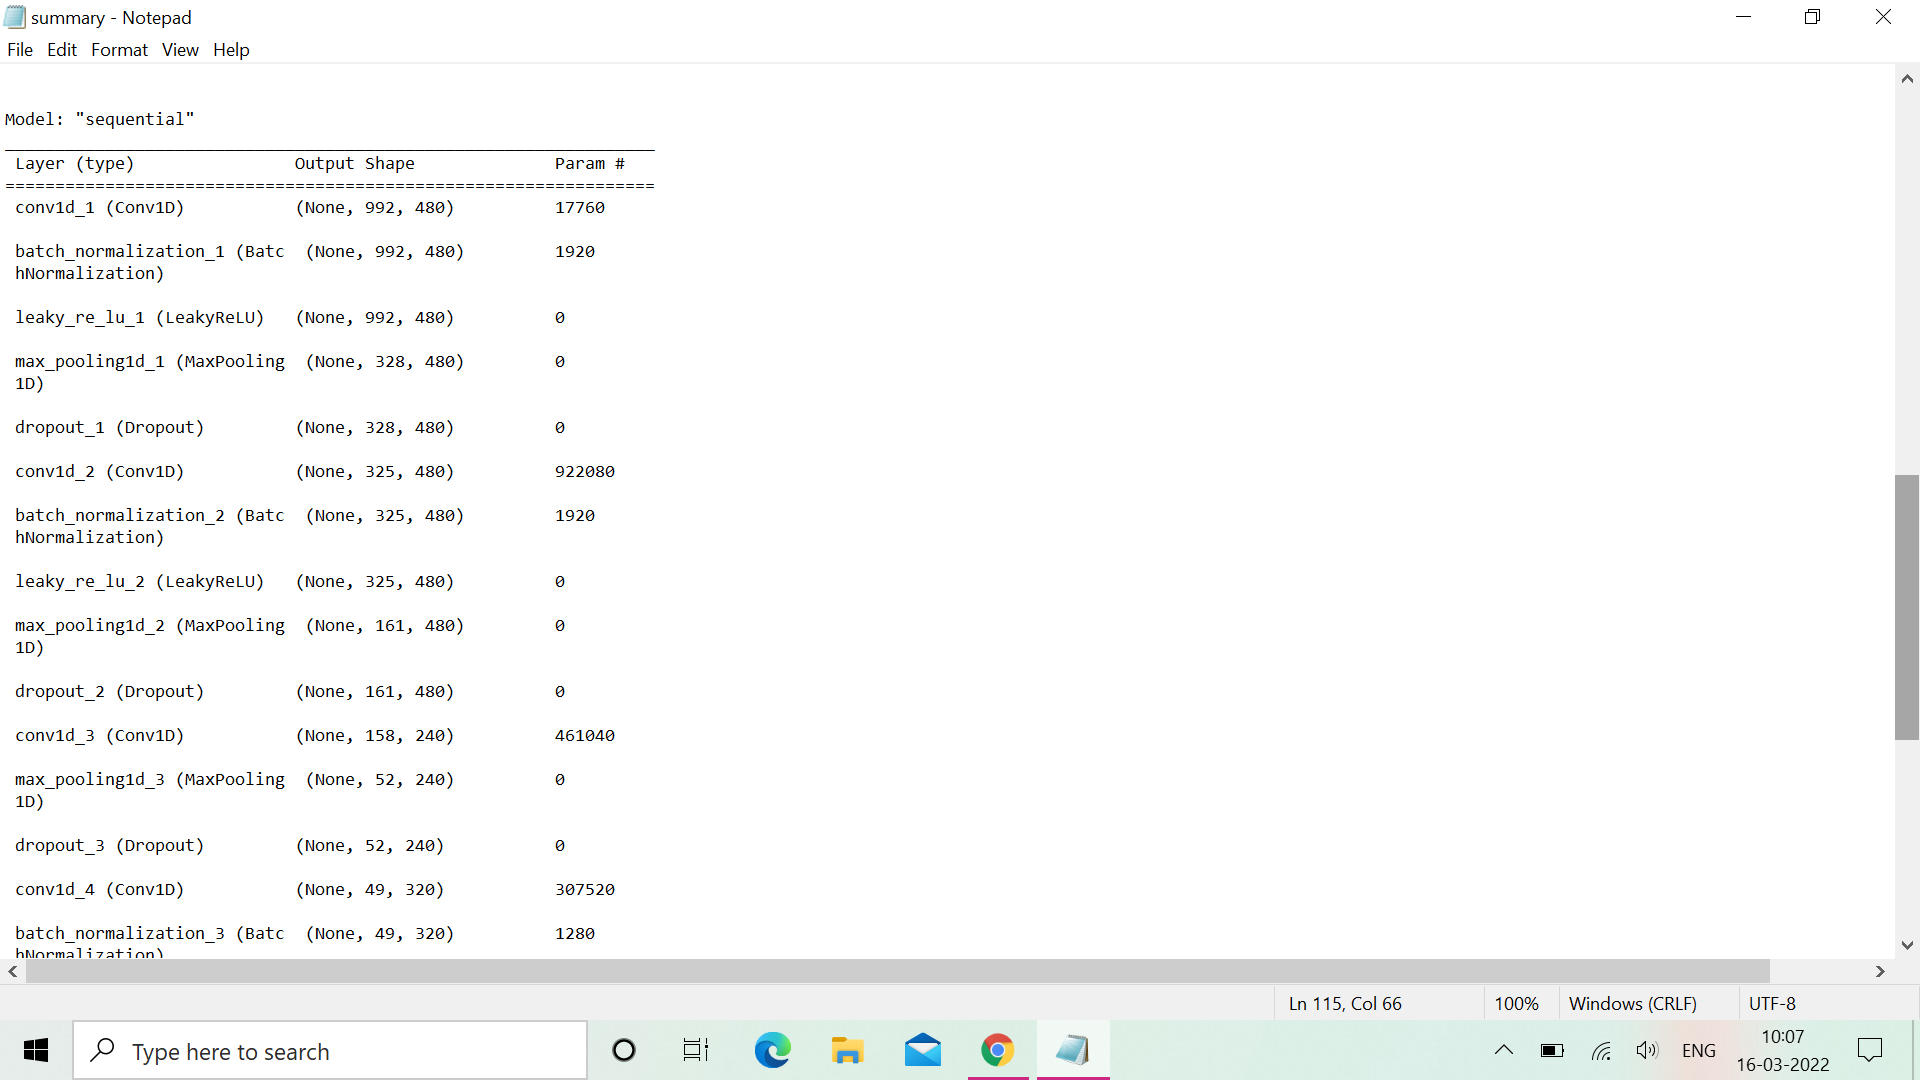 summary - Notepad
File Edit Format View Help
Model: "sequential"
_________________________________________________________________
Layer (type) Output Shape Param #
=================================================================
conv1d_1 (Conv1D) (None, 992, 480) 17760
batch_normalization_1 (Batc (None, 992, 480) 1920
hNormalization)
leaky_re_lu_1 (LeakyReLU) (None, 992, 480) 0
max_pooling1d_1 (MaxPooling (None, 328, 480) 0
1D)
dropout_1 (Dropout) (None, 328, 480) 0
conv1d_2 (Conv1D) (None, 325, 480) 922080
batch_normalization_2 (Batc (None, 325, 480) 1920
hNormalization)
leaky_re_lu_2 (LeakyReLU) (None, 325, 480) 0
max_pooling1d_2 (MaxPooling (None, 161, 480) 0
1D)
dropout_2 (Dropout) (None, 161, 480) 0
conv1d_3 (Conv1D) (None, 158, 240) 461040
max_pooling1d_3 (MaxPooling (None, 52, 240) 0
1D)
dropout_3 (Dropout) (None, 52, 240) 0
conv1d_4 (Conv1D) (None, 49, 320) 307520
batch_normalization_3 (Batc (None, 49, 320) 1280
hNormalization)
Ln 115, Col 66 100% Windows (CRLF) UTF-8
Type here to search
ENG
10:07
16-03-2022